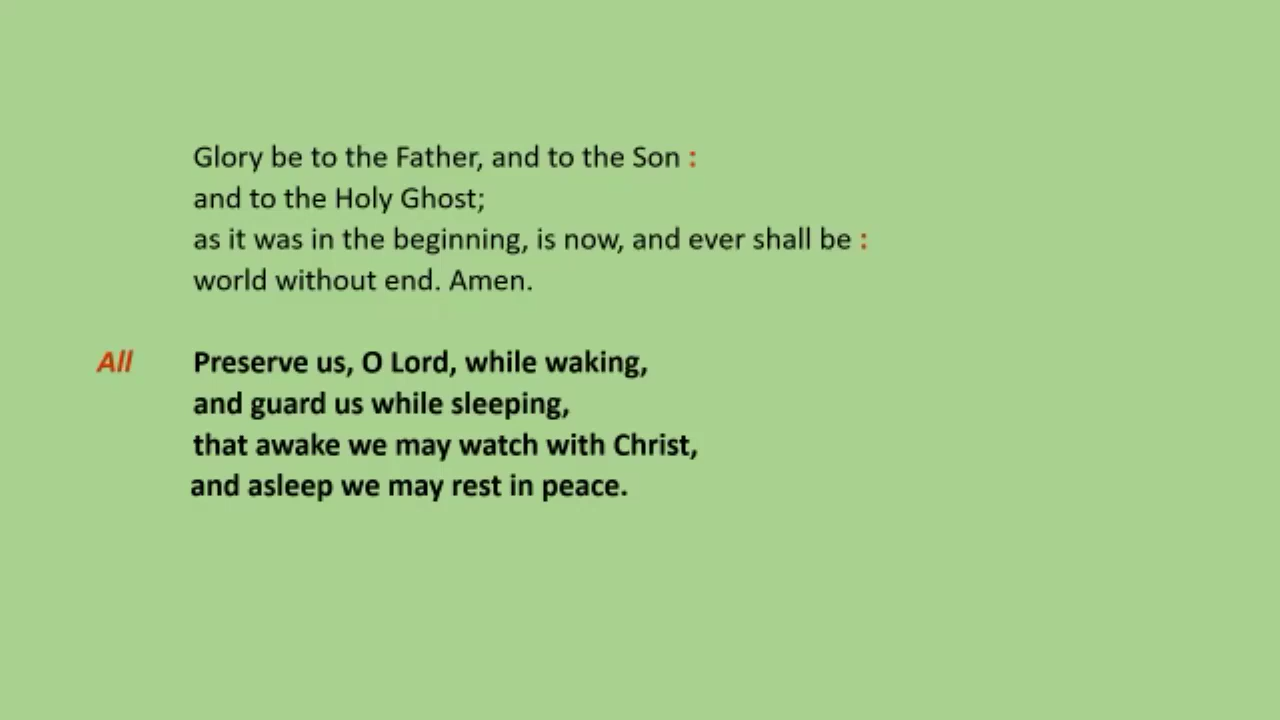 Glory be to the Father, and to the Son :
and to the Holy Ghost;
as it was in the beginning, is now, and ever shall be :
world without end. Amen.
All Preserve us, O Lord, while waking,
and guard us while sleeping,
that awake we may watch with Christ,
and asleep we may rest in peace.